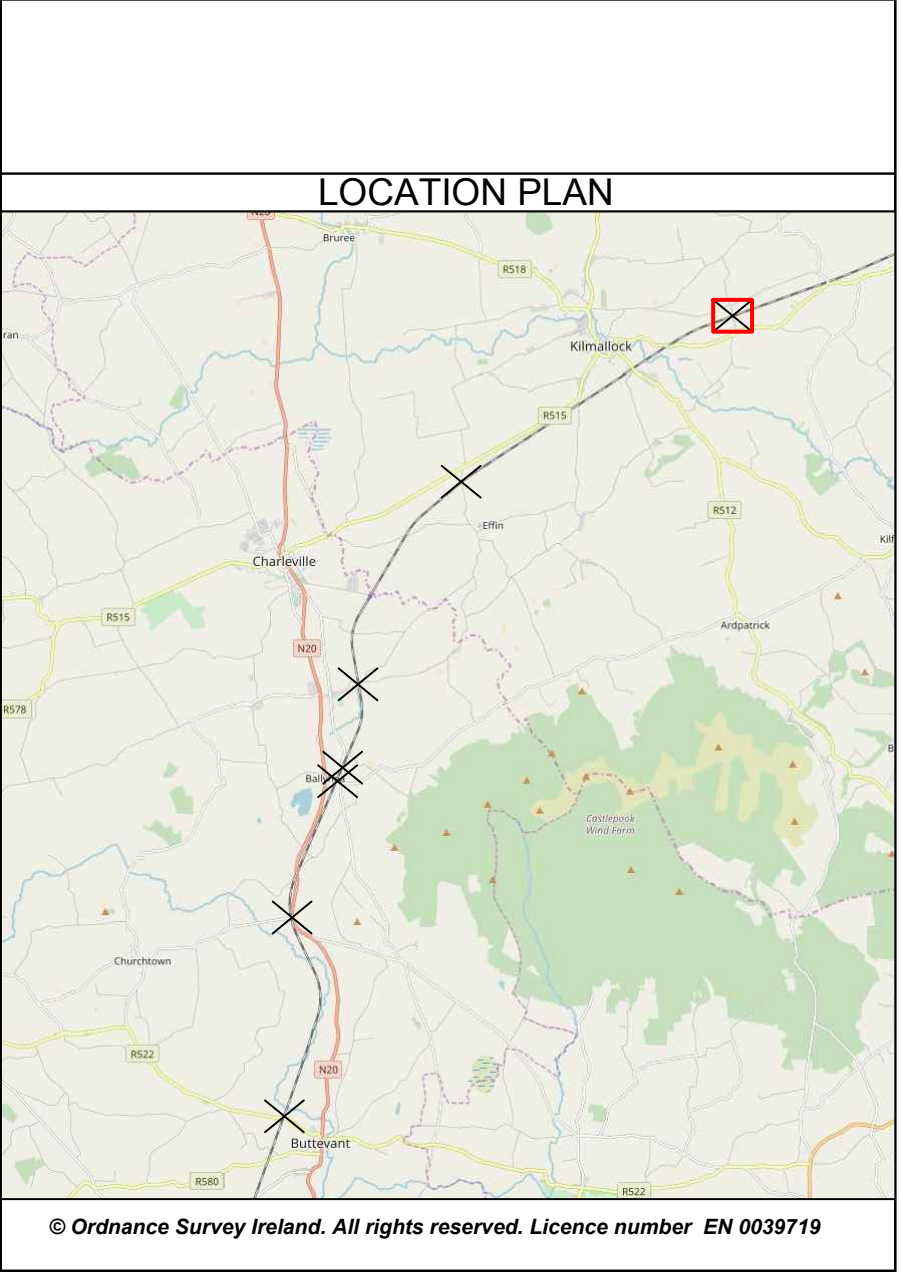 LOCATION PLAN
Bruree
R518
ran
Kilmallock
R515
Effin
R512
Kilf
Charleville
R515
Ardpatrick
N20
R578
Castlepook
Wind Farm
Churchtown
R522
N20
Buttevant
R580
R522
© Ordnance Survey Ireland. All rights reserved. Licence number EN 0039719